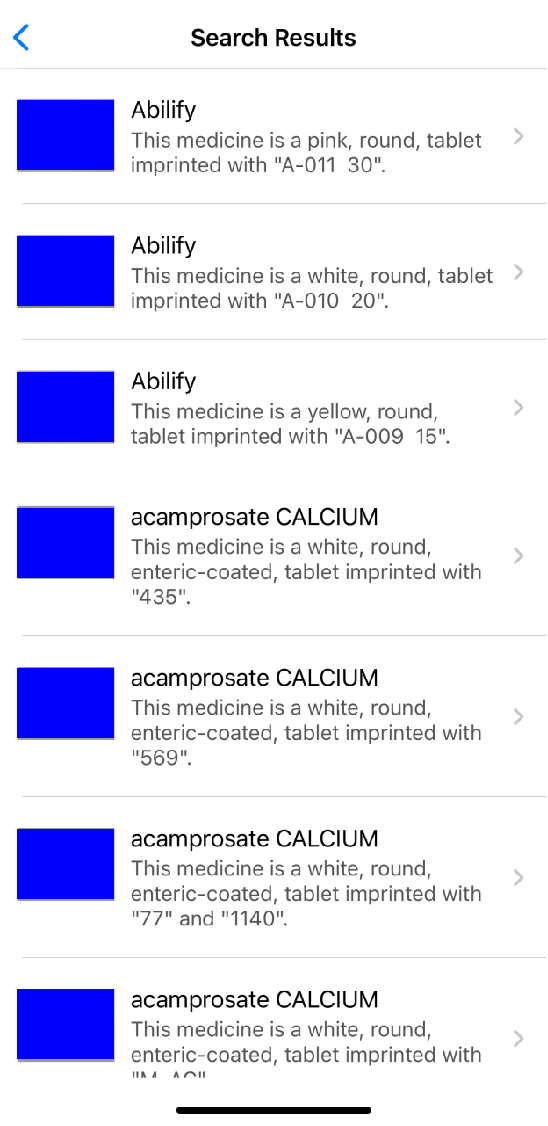 Search Results
Abilify
This medicine is a pink, round, tablet
imprinted with "A-011  30".
Abilify
This medicine is a white, round, tablet
imprinted with "A-010  20".
Abilify
This medicine is a yellow, round,
tablet imprinted with "A-009  15".
acamprosate CALCIUM
This medicine is a white, round,
enteric-coated, tablet imprinted with
"435".
acamprosate CALCIUM
This medicine is a white, round,
enteric-coated, tablet imprinted with
"569".
acamprosate CALCIUM
This medicine is a white, round,
enteric-coated, tablet imprinted with
"77" and "1140".
acamprosate CALCIUM
This medicine is a white, round,
enteric-coated, tablet imprinted with